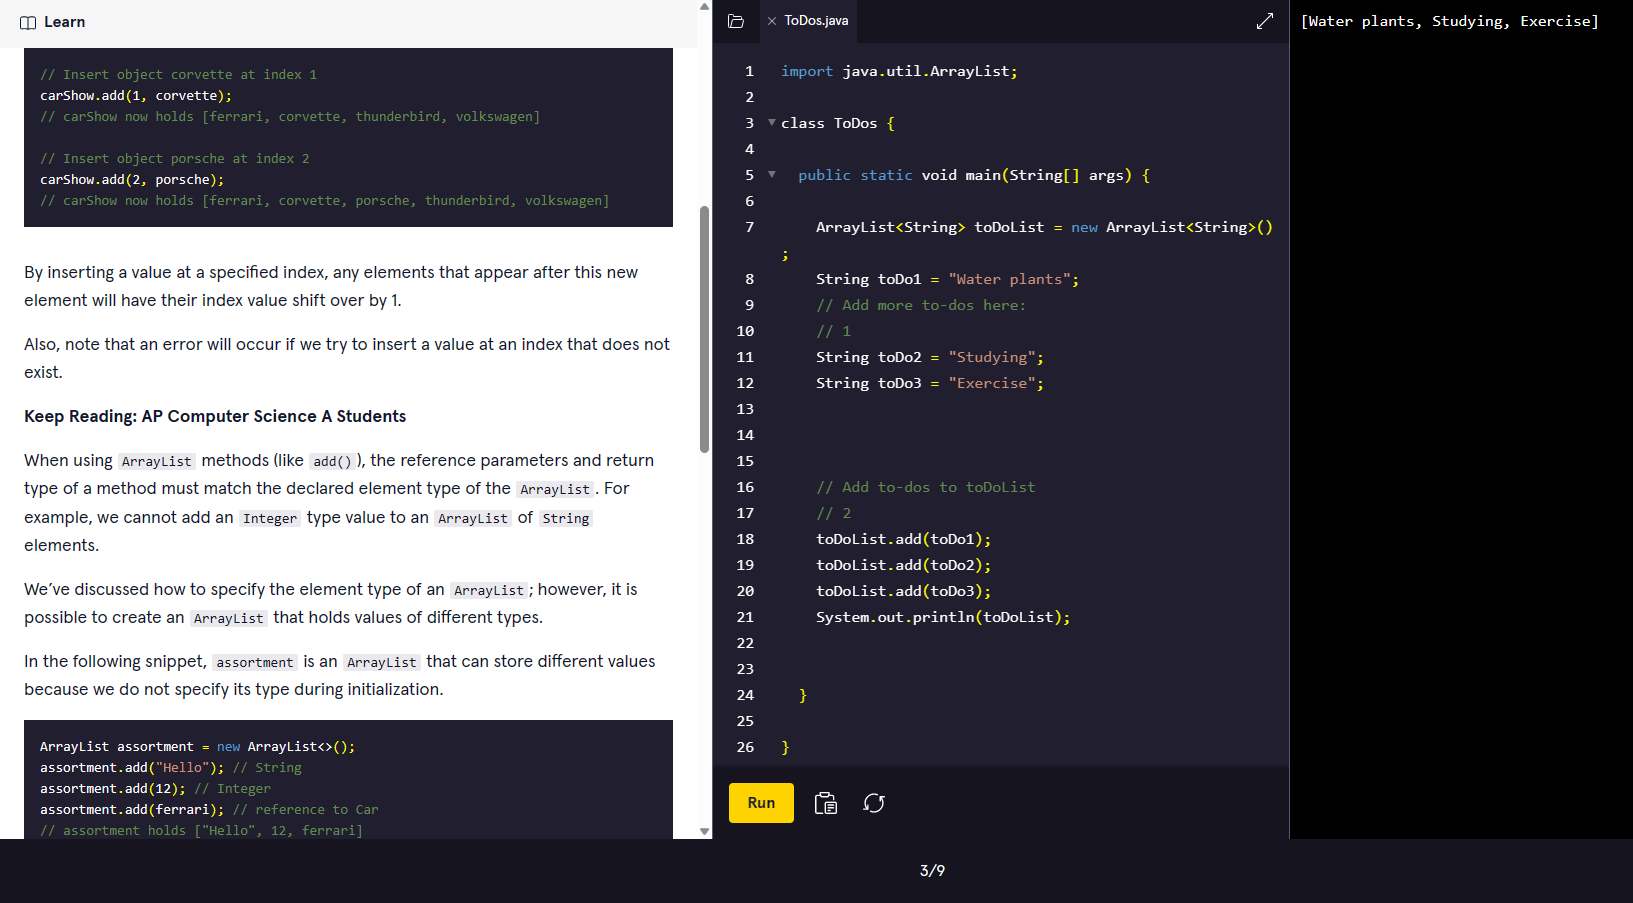 Learn
// Insert object corvette at index 1
carShow.add(1, corvette);
// carShow now holds [ferrari, corvette, thunderbird, volkswagen]
// Insert object porsche at index 2
carShow.add(2, porsche);
// carShow now holds [ferrari, corvette, porsche, thunderbird, volkswagen]
By inserting a value at a specified index, any elements that appear after this new
element will have their index value shift over by 1.
Also, note that an error will occur if we try to insert a value at an index that does not
exist.
Keep Reading: AP Computer Science A Students
When using ArrayList methods (like add()), the reference parameters and return
type of a method must match the declared element type of the ArrayList. For
example, we cannot add an Integer type value to an ArrayList of String
elements.
We've discussed how to specify the element type of an ArrayList; however, it is
possible to create an ArrayList that holds values of different types.
In the following snippet, assortment is an ArrayList that can store different values
because we do not specify its type during initialization.
ArrayList assortment = new ArrayList<>();
assortment.add("Hello"); // String
assortment.add(12); // Integer
assortment.add(ferrari); // reference to Car
// assortment holds ["Hello", 12, ferrari]
ToDos.java
1 import java.util.ArrayList;
2
3 class ToDos {
4
5 public static void main(String[] args) {
6
7 ArrayList<String> toDoList = new ArrayList<String>()
;
8 String toDo1 = "Water plants";
9 // Add more to-dos here:
10 // 1
11 String toDo2 = "Studying";
12 String toDo3 = "Exercise";
13
14
15
16 // Add to-dos to toDoList
17 // 2
18 toDoList.add(toDo1);
19 toDoList.add(toDo2);
20 toDoList.add(toDo3);
21 System.out.println(toDoList);
22
23
24 }
25
26 }
Run
[Water plants, Studying, Exercise]
3/9